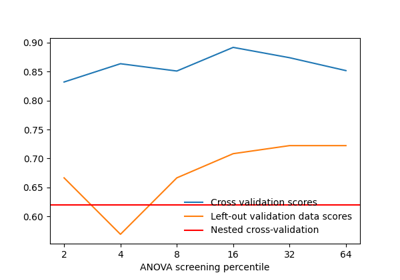 0.90
0.85
0.80
0.75
0.70
0.65
0.60
Cross validation scores
Left-out validation data scores
Nested cross-validation
2 4 8 16 32 64
ANOVA screening percentile